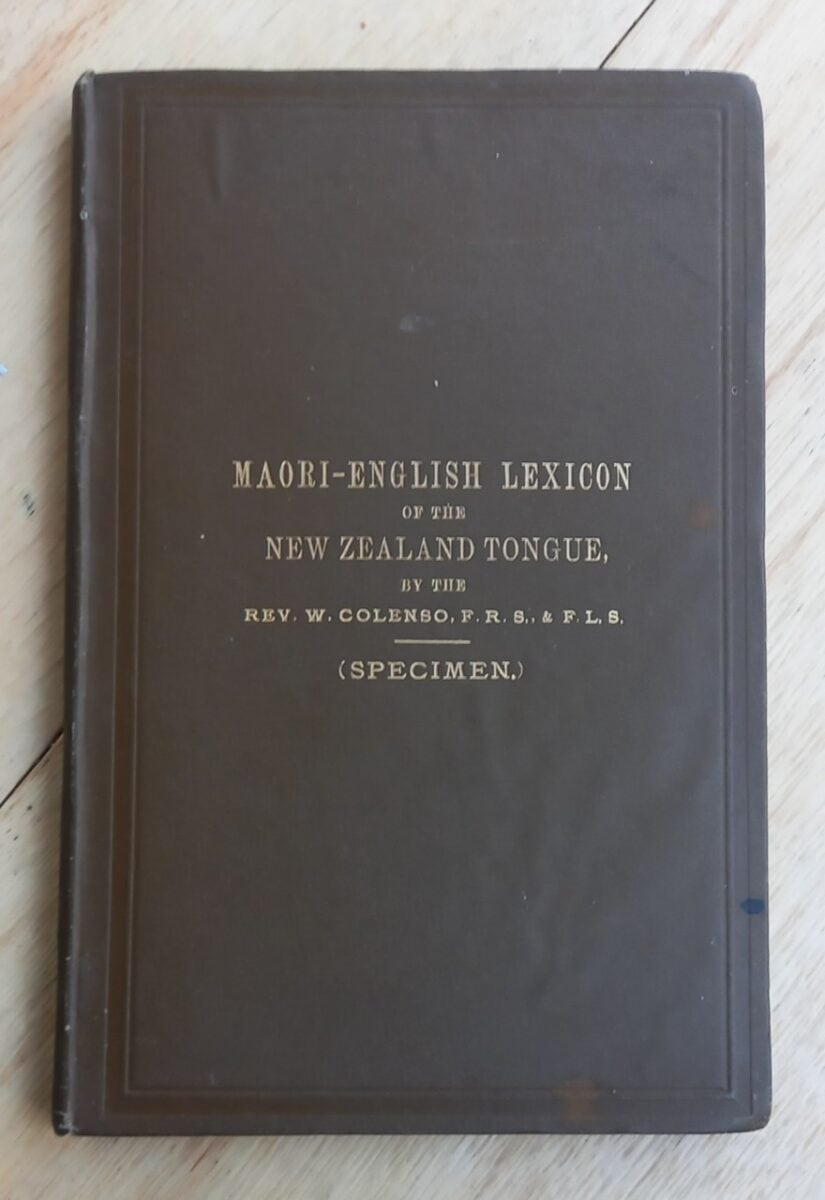 MAORI-ENGLISH LEXICON
OF THE
NEW ZEALAND TONGUE,
BY THE
REV. W. COLENSO, F. R. S., & F. L. S.
(SPECIMEN.)